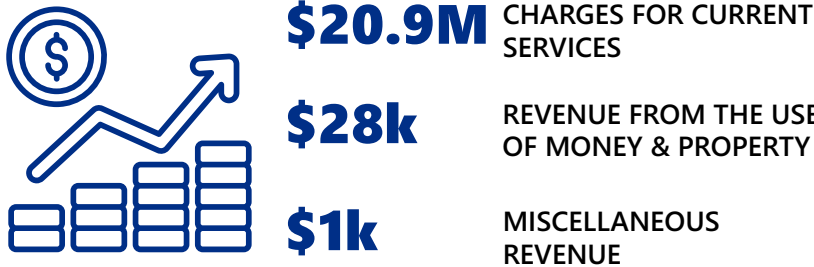 $
$20.9M CHARGES FOR CURRENT
SERVICES
$28k REVENUE FROM THE USE
OF MONEY & PROPERTY
$1k MISCELLANEOUS
REVENUE